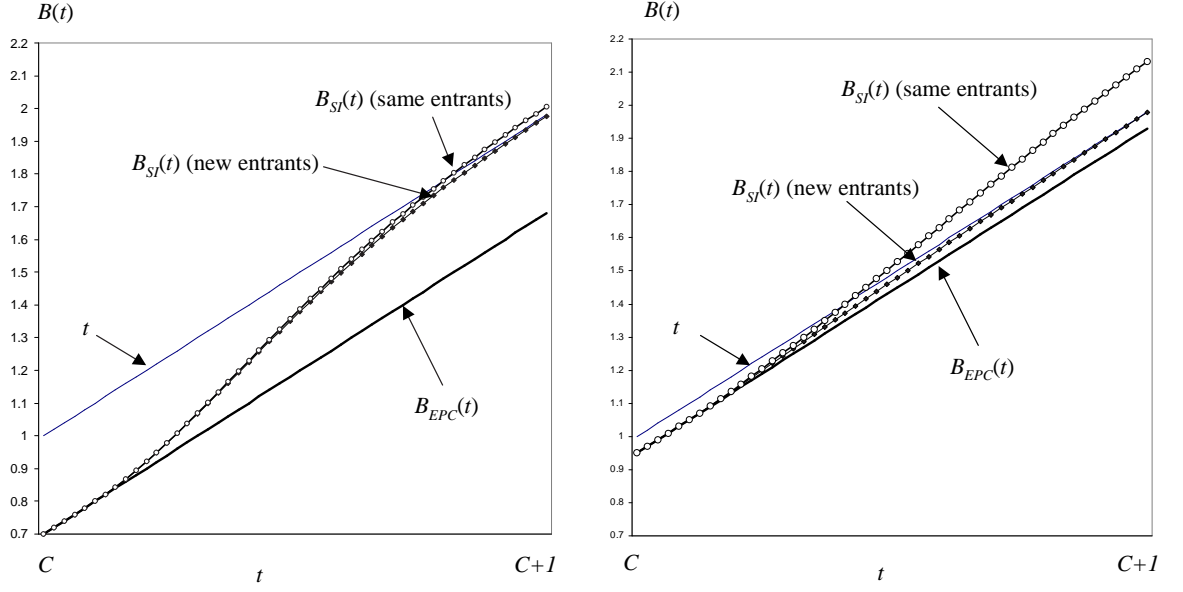 B(t)
2.2
2.1
2
1.9
1.8
1.7
1.6
1.5
1.4
1.3
1.2
1.1
1
0.9
0.8
0.7
B_SI(t) (same entrants)
B_SI(t) (new entrants)
t
B_EPC(t)
C
t
C+1
B(t)
2.2
2.1
2
1.9
1.8
1.7
1.6
1.5
1.4
1.3
1.2
1.1
1
0.9
0.8
0.7
B_SI(t) (same entrants)
B_SI(t) (new entrants)
t
B_EPC(t)
C
t
C+1